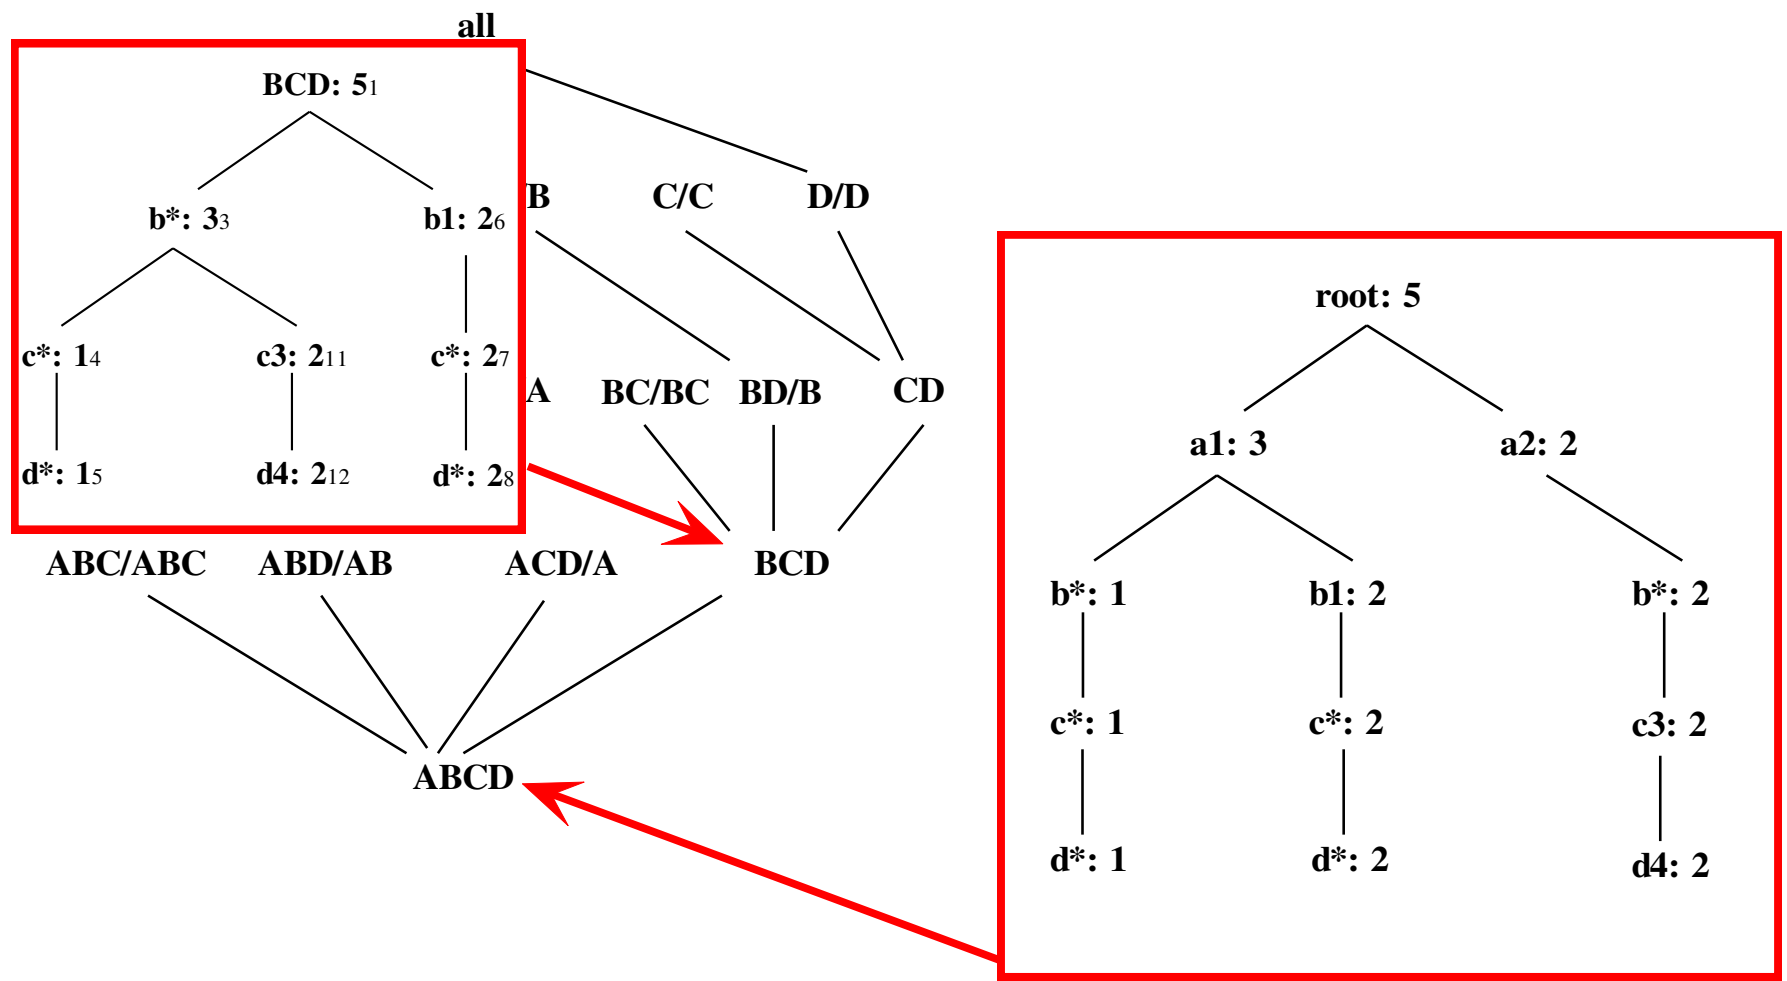 all
BCD: 51
b*: 33 b1: 26
c*: 14 c3: 211 c*: 27
d*: 15 d4: 212 d*: 28
/B C/C D/D
A BC/BC BD/B CD
ABC/ABC ABD/AB ACD/A BCD
ABCD
root: 5
a1: 3 a2: 2
b*: 1 b1: 2 b*: 2
c*: 1 c*: 2 c3: 2
d*: 1 d*: 2 d4: 2